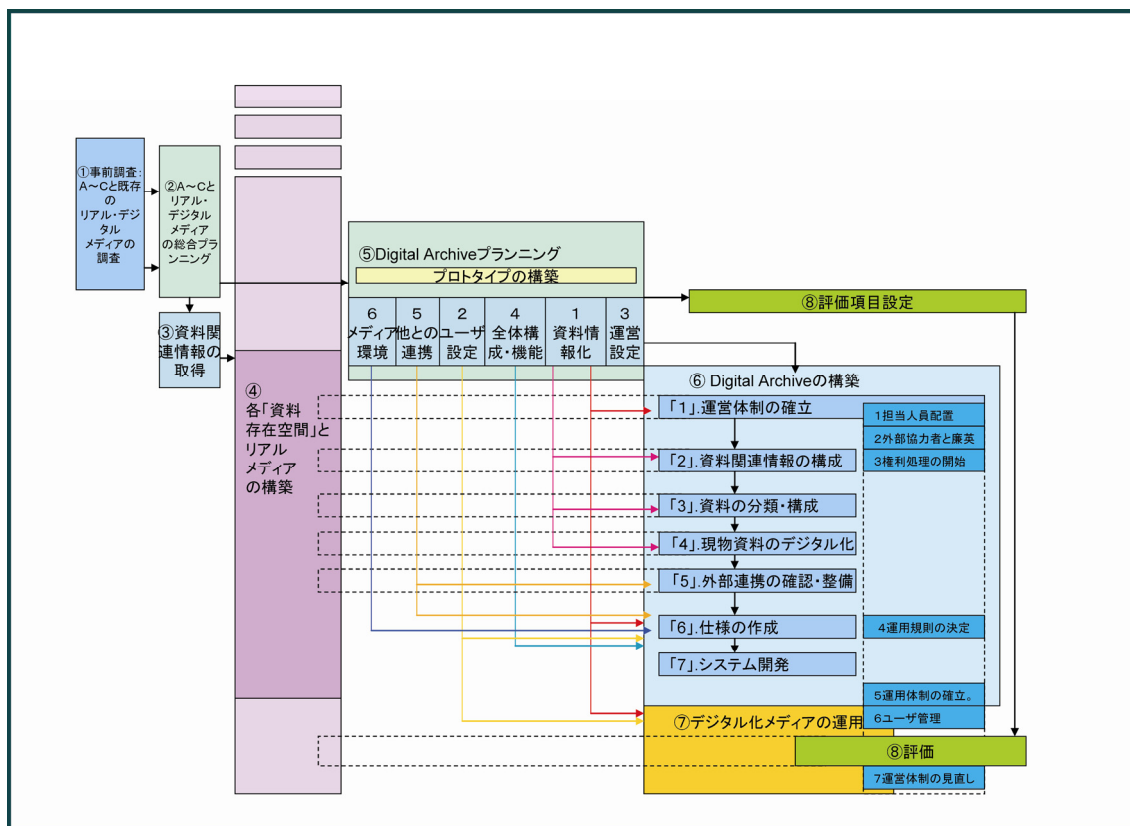 ①事前調査：
A～Cと既存
の
リアル・デジ
タル
メディアの
調査
②A～Cと
リアル・
デジタル
メディア
の総合プラ
ンニング
③資料関
連情報の
取得
④
各「資料
存在空間」と
リアル
メディア
の構築
⑤Digital Archiveプランニング
プロトタイプの構築
6
メディア
環境
5
他との
連携
2
ユーザ
設定
4
全体構
成・機能
1
資料情
報化
3
運営
設定
⑧評価項目設定
⑥ Digital Archiveの構築
「1」.運営体制の確立
「2」.資料関連情報の構成
「3」.資料の分類・構成
「4」.現物資料のデジタル化
「5」.外部連携の確認・整備
「6」.仕様の作成
「7」.システム開発
1担当人員配置
2外部協力者と廉英
3権利処理の開始
4運用規則の決定
5運用体制の確立。
6ユーザ管理
⑦デジタル化メディアの運用
⑧評価
7運営体制の見直し